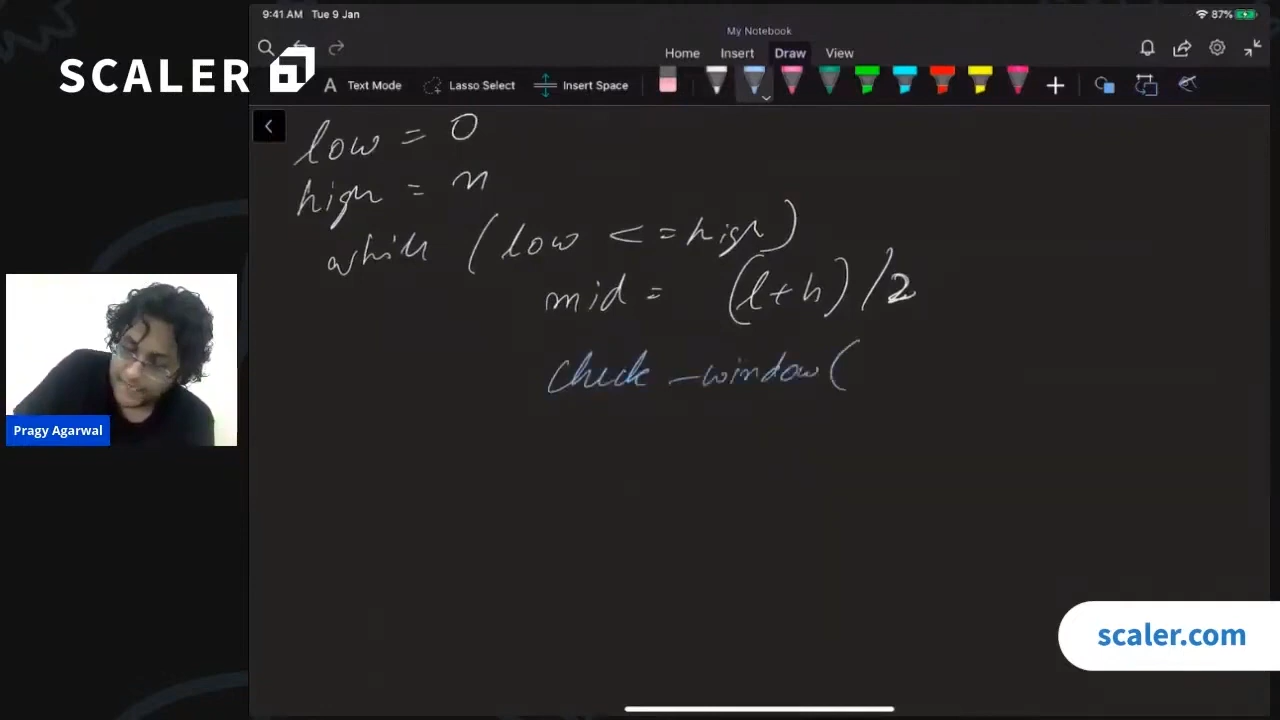 9:41 AM Tue 9 Jan
87%
My Notebook
Home Insert Draw View
SCALER
Text Mode Lasso Select Insert Space
low = 0
high = n
while (low <= high)
mid = (l+h)/2
check_window(
Pragy Agarwal
scaler.com